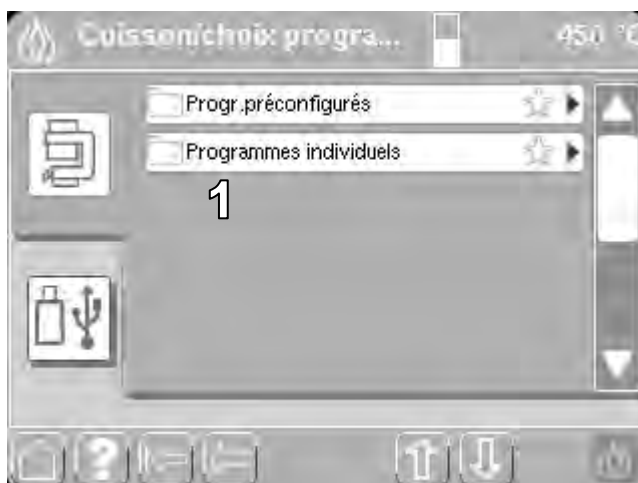 Cuisson/choix progra... 450 °C
Progr.préconfigurés
Programmes individuels
1
?